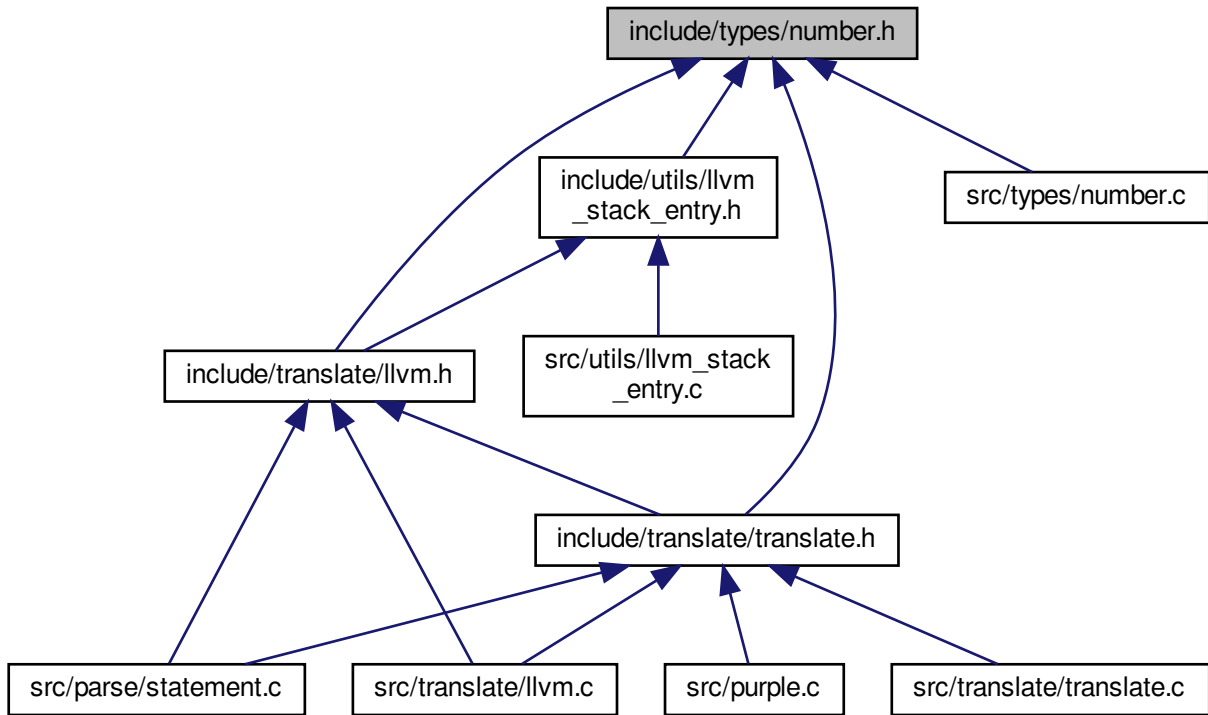 include/types/number.h
include/utils/llvm
_stack_entry.h
src/types/number.c
include/translate/llvm.h
src/utils/llvm_stack
_entry.c
include/translate/translate.h
src/parse/statement.c
src/translate/llvm.c
src/purple.c
src/translate/translate.c